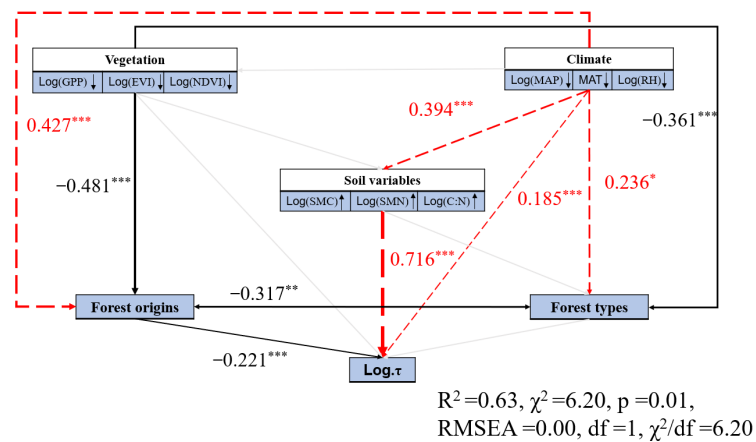 Vegetation
Log(GPP)↓ Log(EVI)↓ Log(NDVI)↓
Climate
Log(MAP)↓ MAT↓ Log(RH)↓
0.427***
0.394***
−0.361***
−0.481***
Soil variables
Log(SMC)↑ Log(SMN)↑ Log(C:N)↑
0.185***
0.236*
0.716***
−0.317**
Forest origins
Forest types
−0.221***
Log.τ
R² =0.63, χ² =6.20, p =0.01,
RMSEA =0.00, df =1, χ²/df =6.20